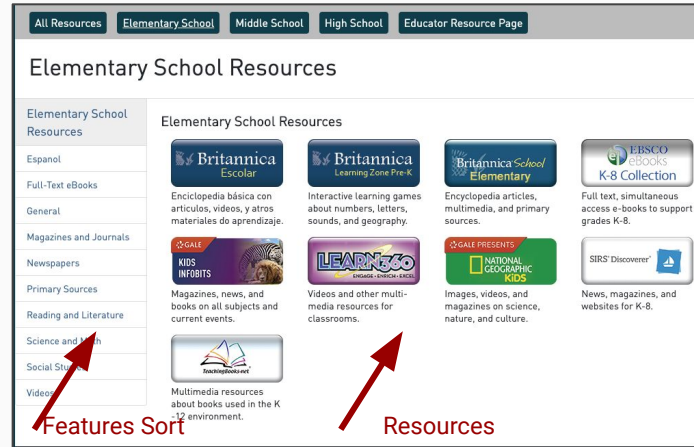 All Resources Elementary School Middle School High School Educator Resource Page
Elementary School Resources
Elementary School
Resources
Espanol
Full-Text eBooks
General
Magazines and Journals
Newspapers
Primary Sources
Reading and Literature
Science and Math
Social Studies
Videos
Elementary School Resources
Britannica
Escolar
Enciclopedia básica con
articulos, videos, y atros
materiales do aprendizaje.
Britannica
Learning Zone Pre-K
Interactive learning games
about numbers, letters,
sounds, and geography.
Britannica School
Elementary
Encyclopedia articles,
multimedia, and primary
sources.
EBSCO
eBooks
K-8 Collection
Full text, simultaneous
access e-books to support
grades K-8.
GALE
KIDS
INFOBITS
Magazines, news, and
books on all subjects and
current events.
LEARN360
ENGAGE • ENRICH • EXCEL
Videos and other multi-
media resources for
classrooms.
GALE PRESENTS
NATIONAL
GEOGRAPHIC
KiDS
Images, videos, and
magazines on science,
nature, and culture.
SIRS® Discoverer®
News, magazines, and
websites for K-8.
TeachingBooks.net
Multimedia resources
about books used in the K
-12 environment.
Features Sort
Resources